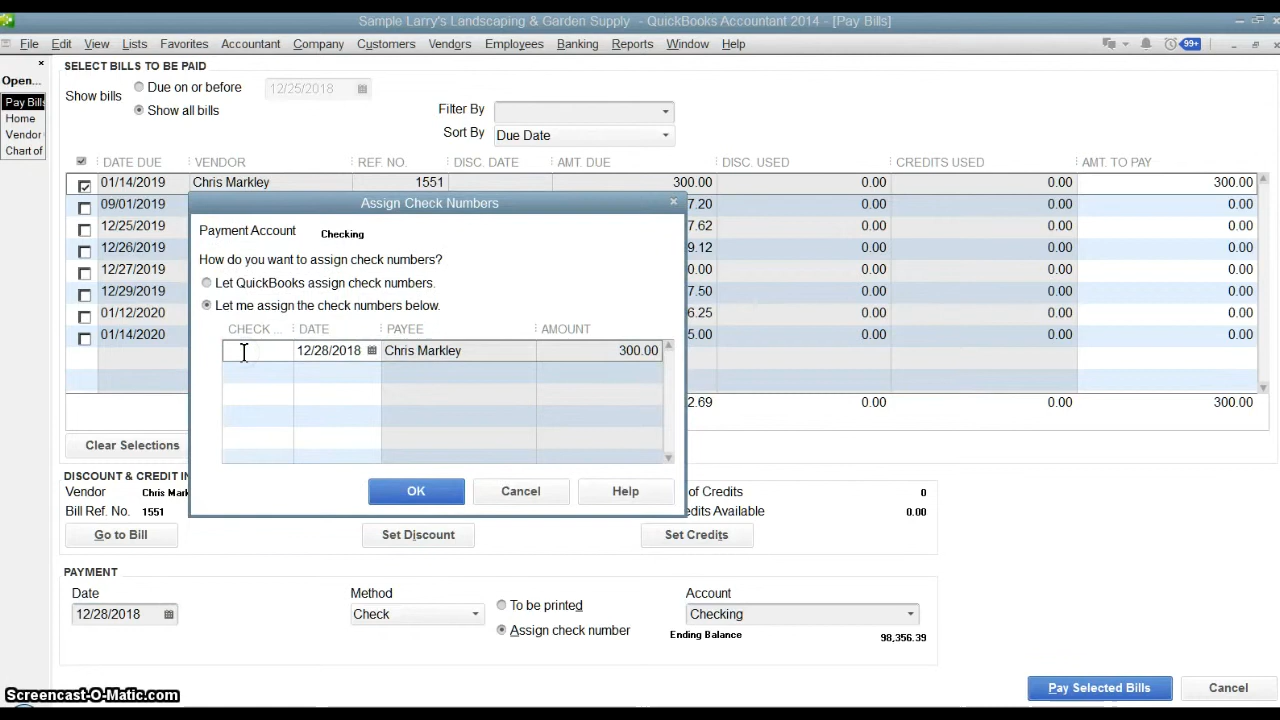 Sample Larry's Landscaping & Garden Supply - QuickBooks Accountant 2014 - [Pay Bills]
File Edit View Lists Favorites Accountant Company Customers Vendors Employees Banking Reports Window Help 99+
Open...
Pay Bills
Home
Vendor
Chart of
SELECT BILLS TO BE PAID
Show bills
Due on or before 12/25/2018
Show all bills
Filter By
Sort By Due Date
DATE DUE VENDOR REF. NO. DISC. DATE AMT. DUE DISC. USED CREDITS USED AMT. TO PAY
01/14/2019 Chris Markley 1551 300.00 0.00 0.00 300.00
09/01/2019 7.20 0.00 0.00 0.00
12/25/2019 7.62 0.00 0.00 0.00
12/26/2019 9.12 0.00 0.00 0.00
12/27/2019 0.00 0.00 0.00 0.00
12/29/2019 7.50 0.00 0.00 0.00
01/12/2020 6.25 0.00 0.00 0.00
01/14/2020 5.00 0.00 0.00 0.00
2.69 0.00 0.00 300.00
Clear Selections
Assign Check Numbers
Payment Account Checking
How do you want to assign check numbers?
Let QuickBooks assign check numbers.
Let me assign the check numbers below.
CHECK ... DATE PAYEE AMOUNT
12/28/2018 Chris Markley 300.00
OK Cancel Help
DISCOUNT & CREDIT IN
Vendor Chris Mark
Bill Ref. No. 1551
of Credits 0
edits Available 0.00
Go to Bill Set Discount Set Credits
PAYMENT
Date Method Account
12/28/2018 Check To be printed Checking
Assign check number Ending Balance 98,356.39
Pay Selected Bills Cancel
Screencast-O-Matic.com